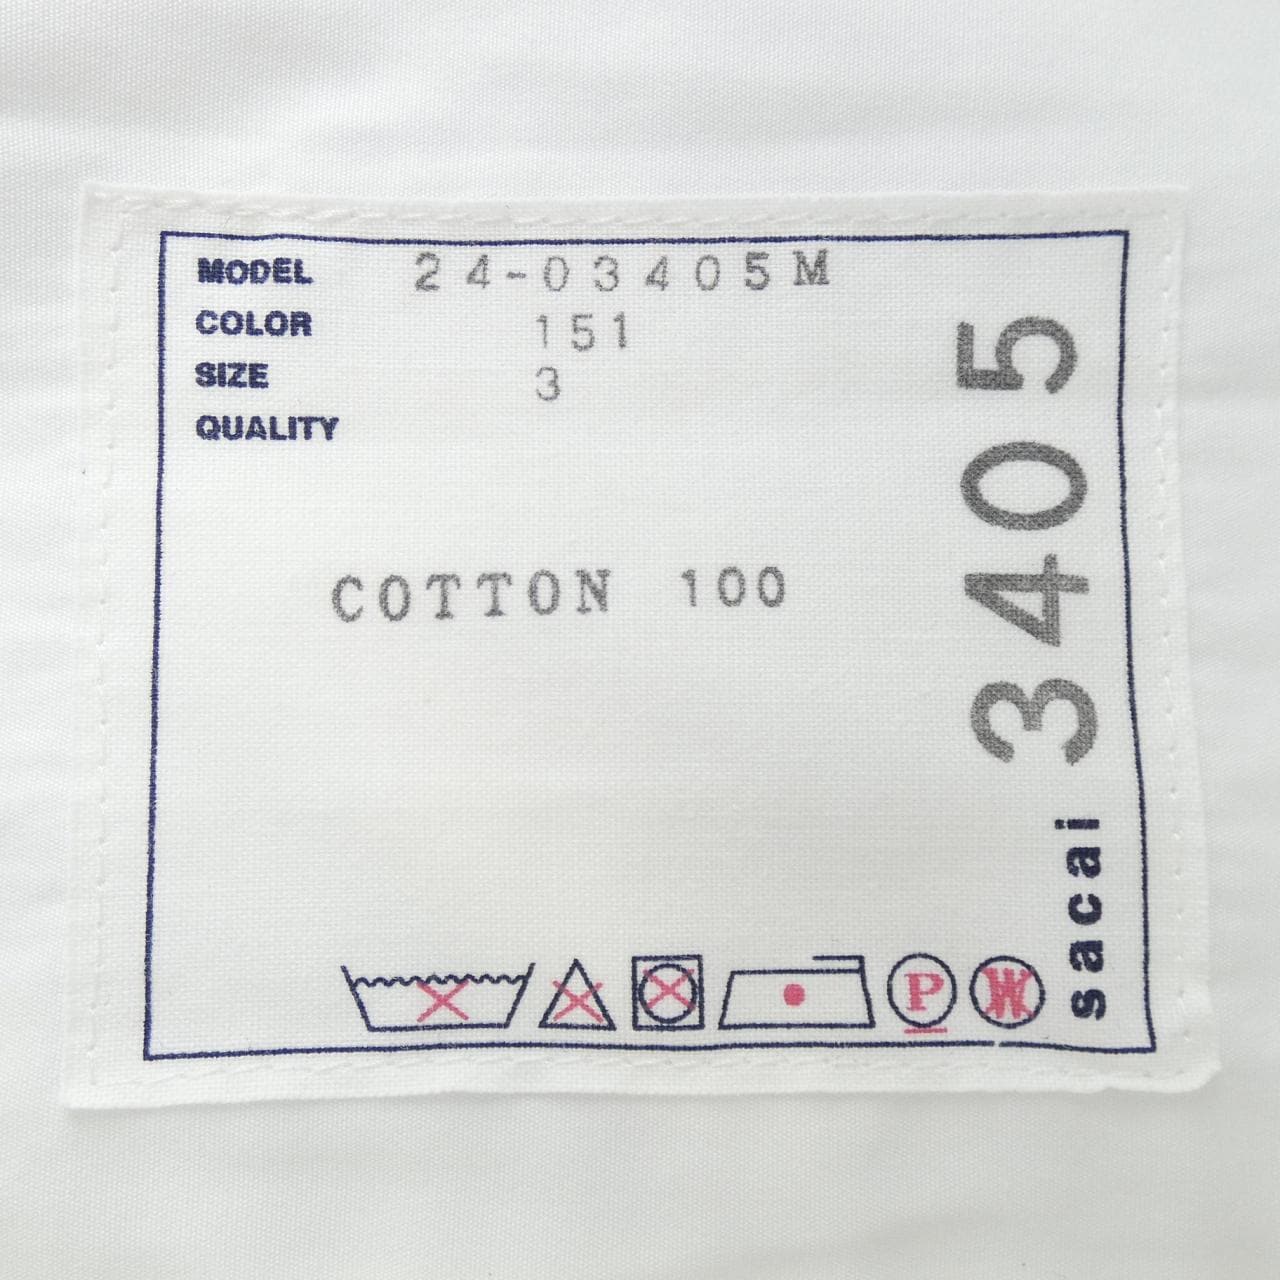 MODEL 24-03405M
COLOR 151
SIZE 3
QUALITY
COTTON 100
sacai 3405
P
W